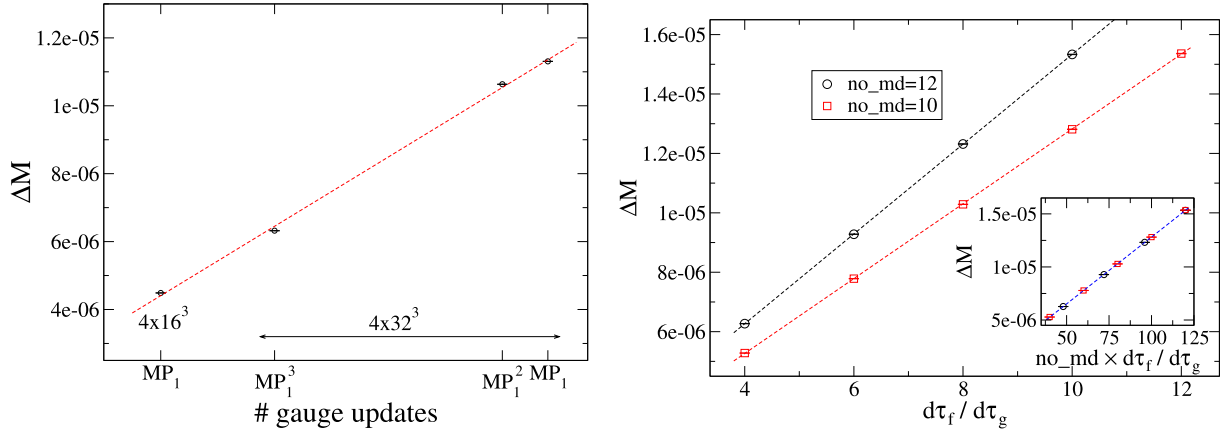 1.2e-05
1e-05
8e-06
6e-06
4e-06
ΔM
4x16³
4x32³
MP₁
MP₁³
MP₁²
MP₁
# gauge updates
1.6e-05
1.4e-05
1.2e-05
1e-05
8e-06
6e-06
ΔM
no_md=12
no_md=10
4
6
8
10
12
dτ_f / dτ_g
1.5e-05
1e-05
5e-06
ΔM
50
75
100
125
no_md × dτ_f / dτ_g